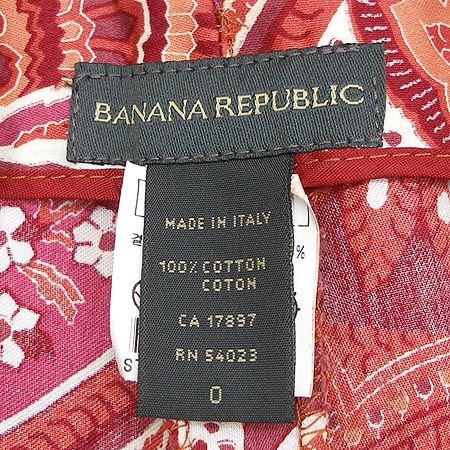 BANANA REPUBLIC
MADE IN ITALY
100% COTTON
COTON
CA 17897
RN 54023
0